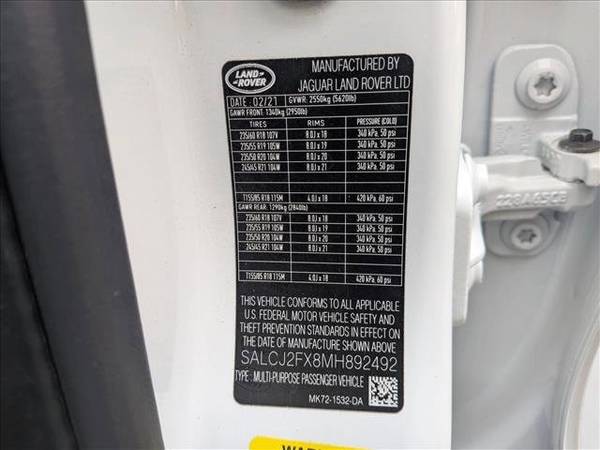 LAND-
ROVER
MANUFACTURED BY
JAGUAR LAND ROVER LTD
DATE : 02/21 GVWR: 2550kg (5620lb)
GAWR FRONT: 1340kg (2950lb)
TIRES RIMS PRESSURE (COLD)
235/60 R18 107V 8.0J x 18 340 kPa, 50 psi
235/55 R19 105W 8.0J x 19 340 kPa, 50 psi
235/50 R20 104W 8.0J x 20 340 kPa, 50 psi
245/45 R21 104W 8.0J x 21 340 kPa, 50 psi
T155/85 R18 115M 4.0J x 18 420 kPa, 60 psi
GAWR REAR: 1290kg (2840lb)
235/60 R18 107V 8.0J x 18 340 kPa, 50 psi
235/55 R19 105W 8.0J x 19 340 kPa, 50 psi
235/50 R20 104W 8.0J x 20 340 kPa, 50 psi
245/45 R21 104W 8.0J x 21 340 kPa, 50 psi
T155/85 R18 115M 4.0J x 18 420 kPa, 60 psi
THIS VEHICLE CONFORMS TO ALL APPLICABLE
U.S. FEDERAL MOTOR VEHICLE SAFETY AND
THEFT PREVENTION STANDARDS IN EFFECT ON
THE DATE OF MANUFACTURE SHOWN ABOVE
SALCJ2FX8MH892492
TYPE : MULTI-PURPOSE PASSENGER VEHICLE
MK72-1532-DA